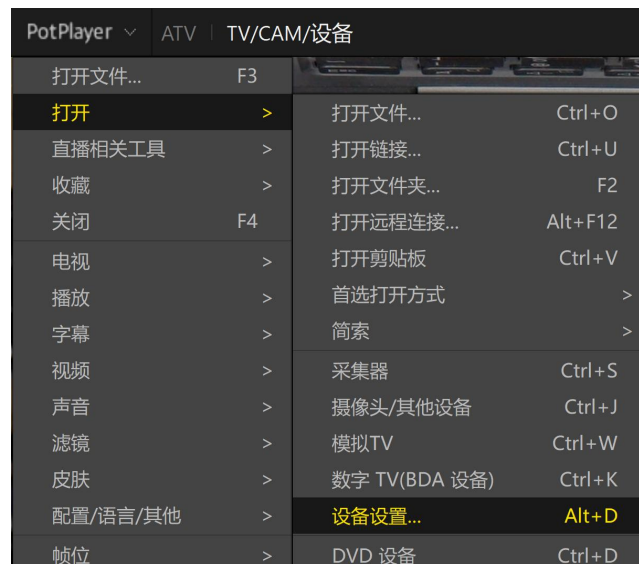 PotPlayer ATV TV/CAM/设备
打开文件... F3
打开 >
直播相关工具 >
收藏 >
关闭 F4
电视 >
播放 >
字幕 >
视频 >
声音 >
滤镜 >
皮肤 >
配置/语言/其他 >
帧位 >
打开文件... Ctrl+O
打开链接... Ctrl+U
打开文件夹... F2
打开远程连接... Alt+F12
打开剪贴板 Ctrl+V
首选打开方式 >
简索 >
采集器 Ctrl+S
摄像头/其他设备 Ctrl+J
模拟TV Ctrl+W
数字 TV(BDA 设备) Ctrl+K
设备设置... Alt+D
DVD 设备 Ctrl+D